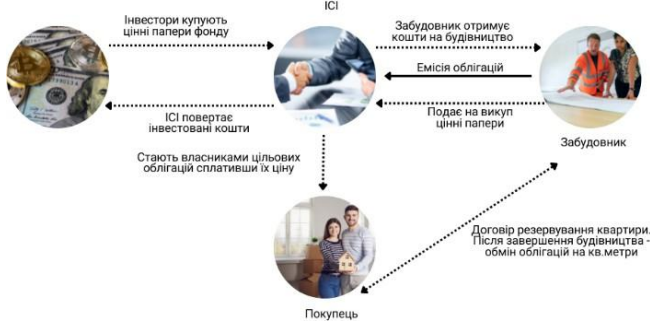 ІСІ
Інвестори купують
цінні папери фонду
Забудовник отримує
кошти на будівництво
Емісія облігацій
ІСІ повертає
інвестовані кошти
Подає на викуп
цінні папери
Забудовник
Стають власниками цільових
облігацій сплативши їх ціну
Договір резервування квартири.
Після завершення будівництва -
обмін облігацій на кв.метри
Покупець